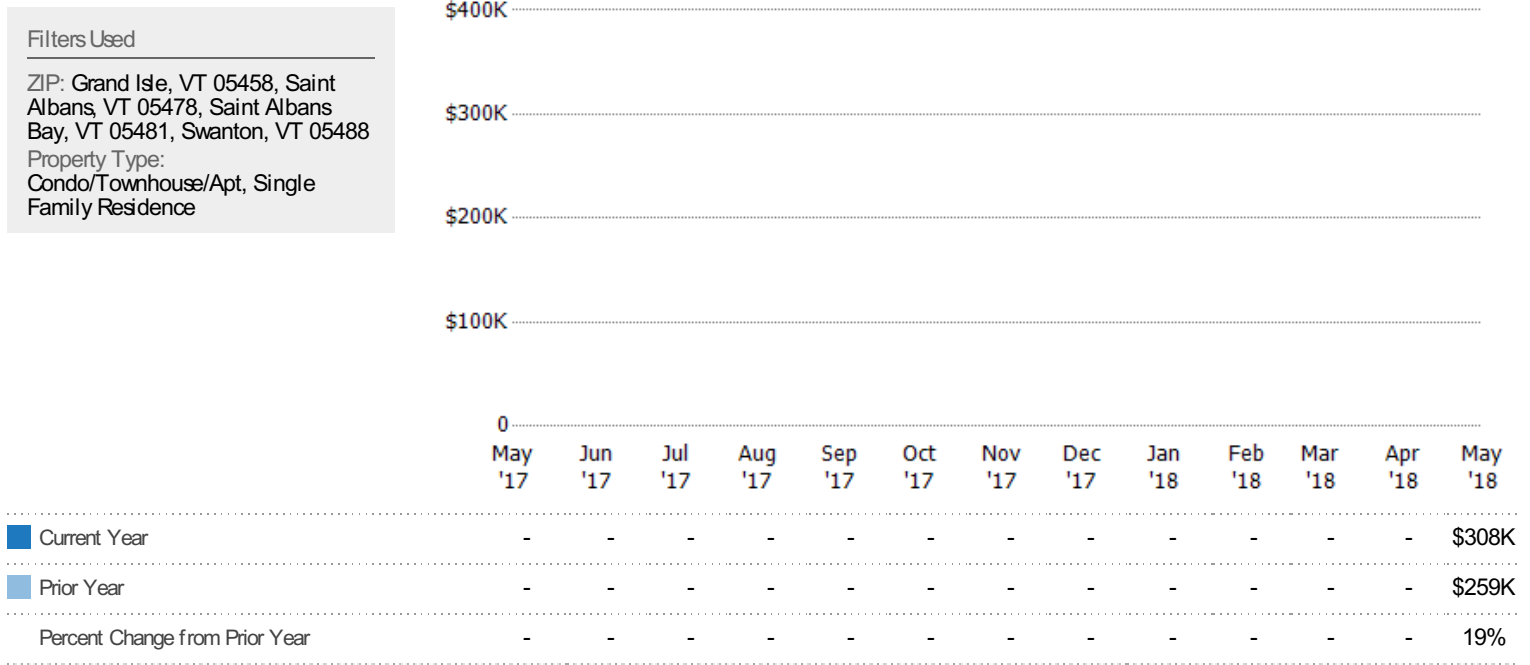 Filters Used
ZIP: Grand Isle, VT 05458, Saint
Albans, VT 05478, Saint Albans
Bay, VT 05481, Swanton, VT 05488
Property Type:
Condo/Townhouse/Apt, Single
Family Residence
$400K
$300K
$200K
$100K
0
May Jun Jul Aug Sep Oct Nov Dec Jan Feb Mar Apr May
'17 '17 '17 '17 '17 '17 '17 '17 '18 '18 '18 '18 '18
Current Year - - - - - - - - - - - - $308K
Prior Year - - - - - - - - - - - - $259K
Percent Change from Prior Year - - - - - - - - - - - - 19%